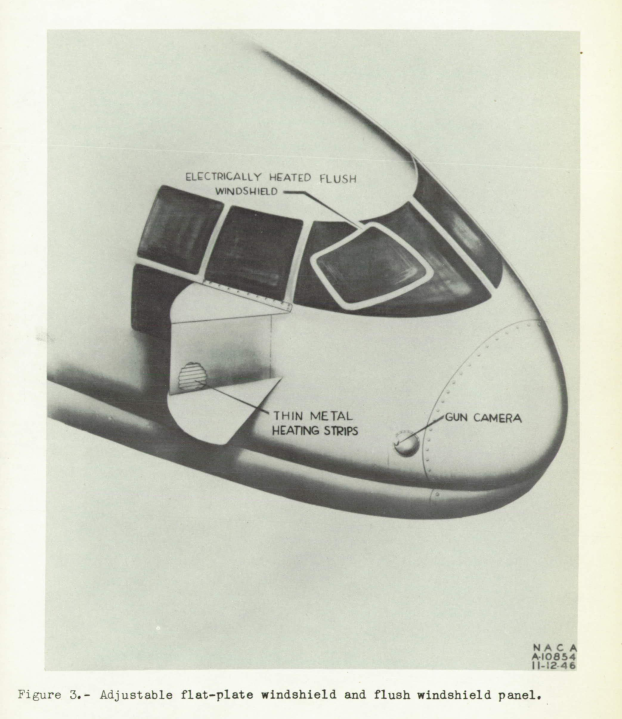 ELECTRICALLY HEATED FLUSH
WINDSHIELD
THIN METAL
HEATING STRIPS
GUN CAMERA
NACA
A-10854
11-12-46
Figure 3.- Adjustable flat-plate windshield and flush windshield panel.